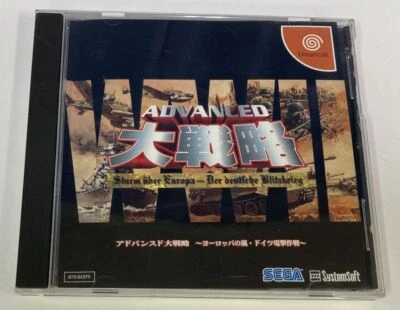 Dreamcast
WWII
ADVANCED
大戦略
Sturm über Europa – Der deutsche Blitzkrieg
アドバンスド大戦略 ～ヨーロッパの嵐・ドイツ電撃作戦～
SEGA
SystemSoft